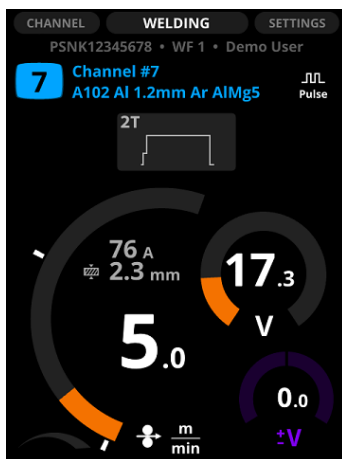 CHANNEL WELDING SETTINGS
PSNK12345678 • WF 1 • Demo User
7 Channel #7
A102 Al 1.2mm Ar AlMg5
Pulse
2T
76 A
2.3 mm
17.3
V
5.0
0.0
±V
m
min